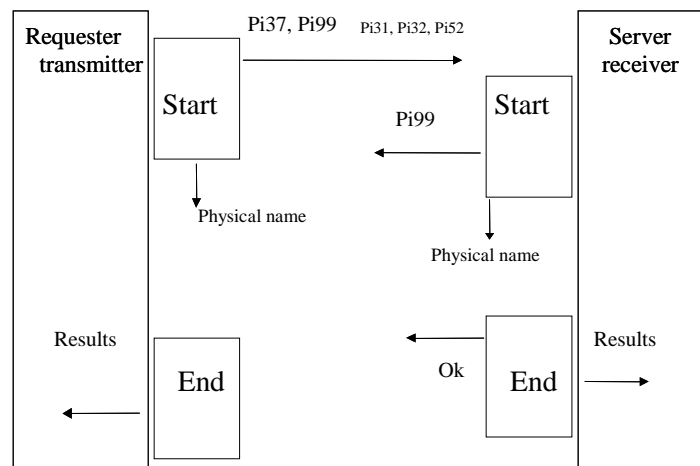 Requester
transmitter
Pi37, Pi99
Pi31, Pi32, Pi52
Server
receiver
Start
Start
Pi99
Physical name
Physical name
Results
End
Ok
End
Results